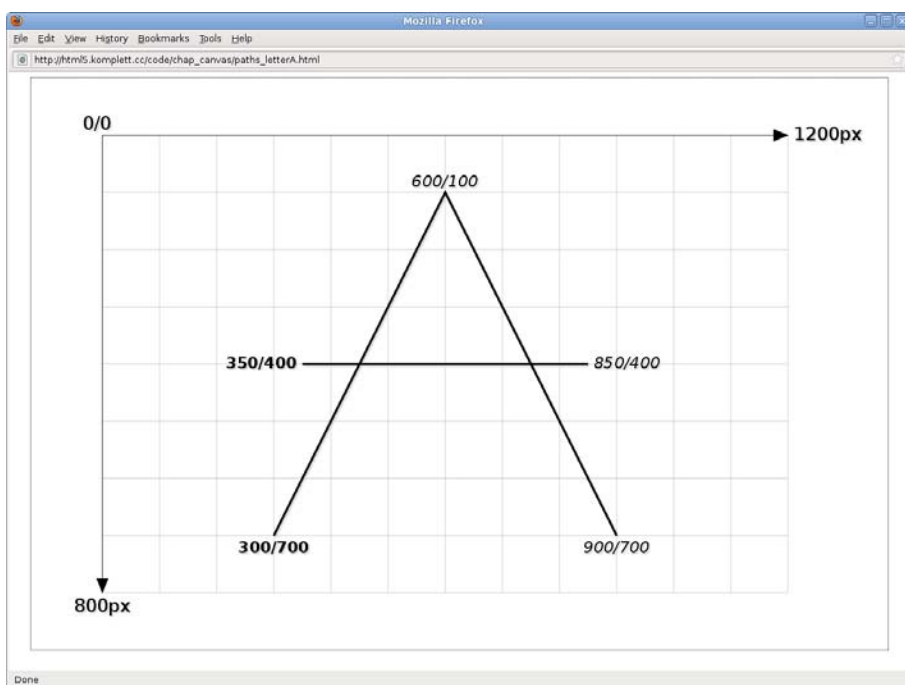 Mozilla Firefox
File Edit View History Bookmarks Tools Help
http://html5.komplett.cc/code/chap_canvas/paths_letterA.html
0/0
1200px
600/100
350/400
850/400
300/700
900/700
800px
Done